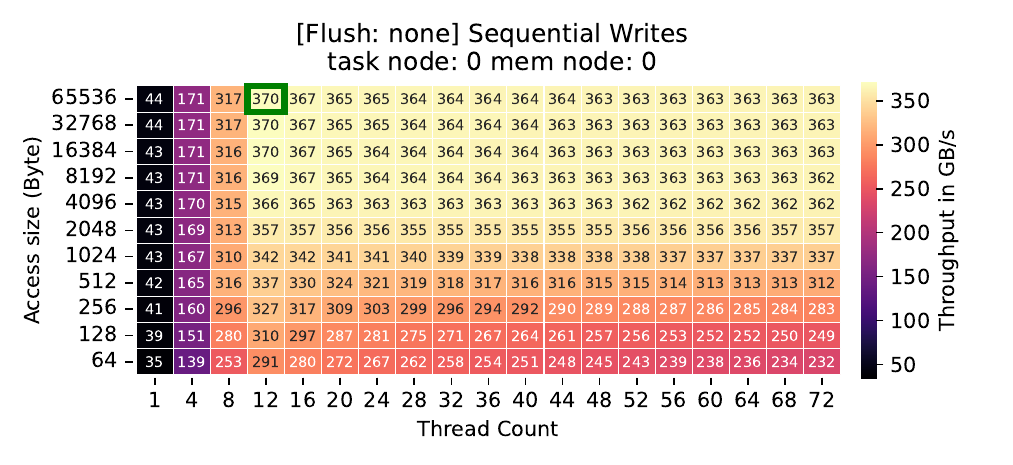 [Flush: none] Sequential Writes
task node: 0 mem node: 0
Access size (Byte)
65536 44 171 317 370 367 365 365 364 364 364 364 364 363 363 363 363 363 363 363
32768 44 171 317 370 367 365 365 364 364 364 364 363 363 363 363 363 363 363 363
16384 43 171 316 370 367 365 364 364 364 364 363 363 363 363 363 363 363 363 363
8192 43 171 316 369 367 365 364 364 364 363 363 363 363 363 363 363 363 363 362
4096 43 170 315 366 365 363 363 363 363 363 363 363 363 362 362 362 362 362 362
2048 43 169 313 357 357 356 356 355 355 355 355 355 355 356 356 356 356 357 357
1024 43 167 310 342 342 341 341 340 339 339 338 338 338 338 337 337 337 337 337
512 42 165 316 337 330 324 321 319 318 317 316 316 315 315 314 313 313 313 312
256 41 160 296 327 317 309 303 299 296 294 292 290 289 288 287 286 285 284 283
128 39 151 280 310 297 287 281 275 271 267 264 261 257 256 253 252 252 250 249
64 35 139 253 291 280 272 267 262 258 254 251 248 245 243 239 238 236 234 232
1 4 8 12 16 20 24 28 32 36 40 44 48 52 56 60 64 68 72
Thread Count
350
300
250
200
150
100
50
Throughput in GB/s